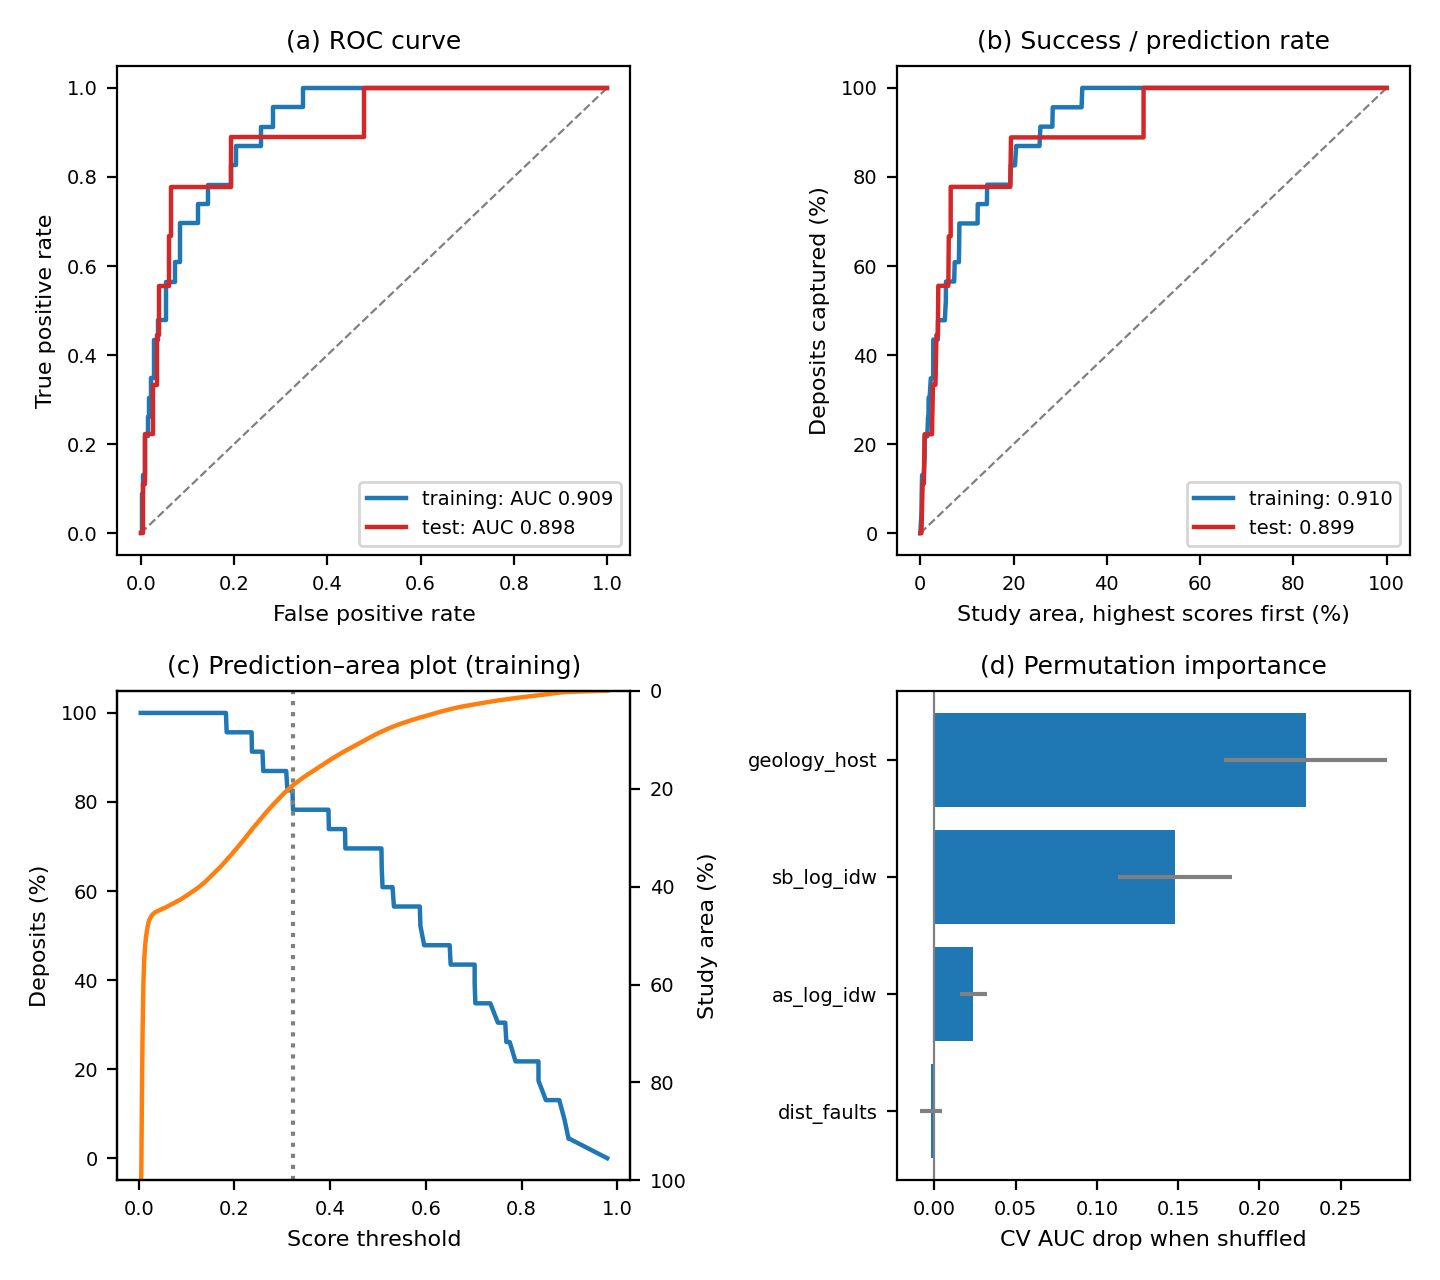 (a) ROC curve
1.0
0.8
0.6
0.4
0.2
0.0
True positive rate
training: AUC 0.909
test: AUC 0.898
0.0 0.2 0.4 0.6 0.8 1.0
False positive rate
(b) Success / prediction rate
100
80
60
40
20
0
Deposits captured (%)
training: 0.910
test: 0.899
0 20 40 60 80 100
Study area, highest scores first (%)
(c) Prediction–area plot (training)
100
80
60
40
20
0
Deposits (%)
0
20
40
60
80
100
Study area (%)
0.0 0.2 0.4 0.6 0.8 1.0
Score threshold
(d) Permutation importance
geology_host
sb_log_idw
as_log_idw
dist_faults
0.00 0.05 0.10 0.15 0.20 0.25
CV AUC drop when shuffled